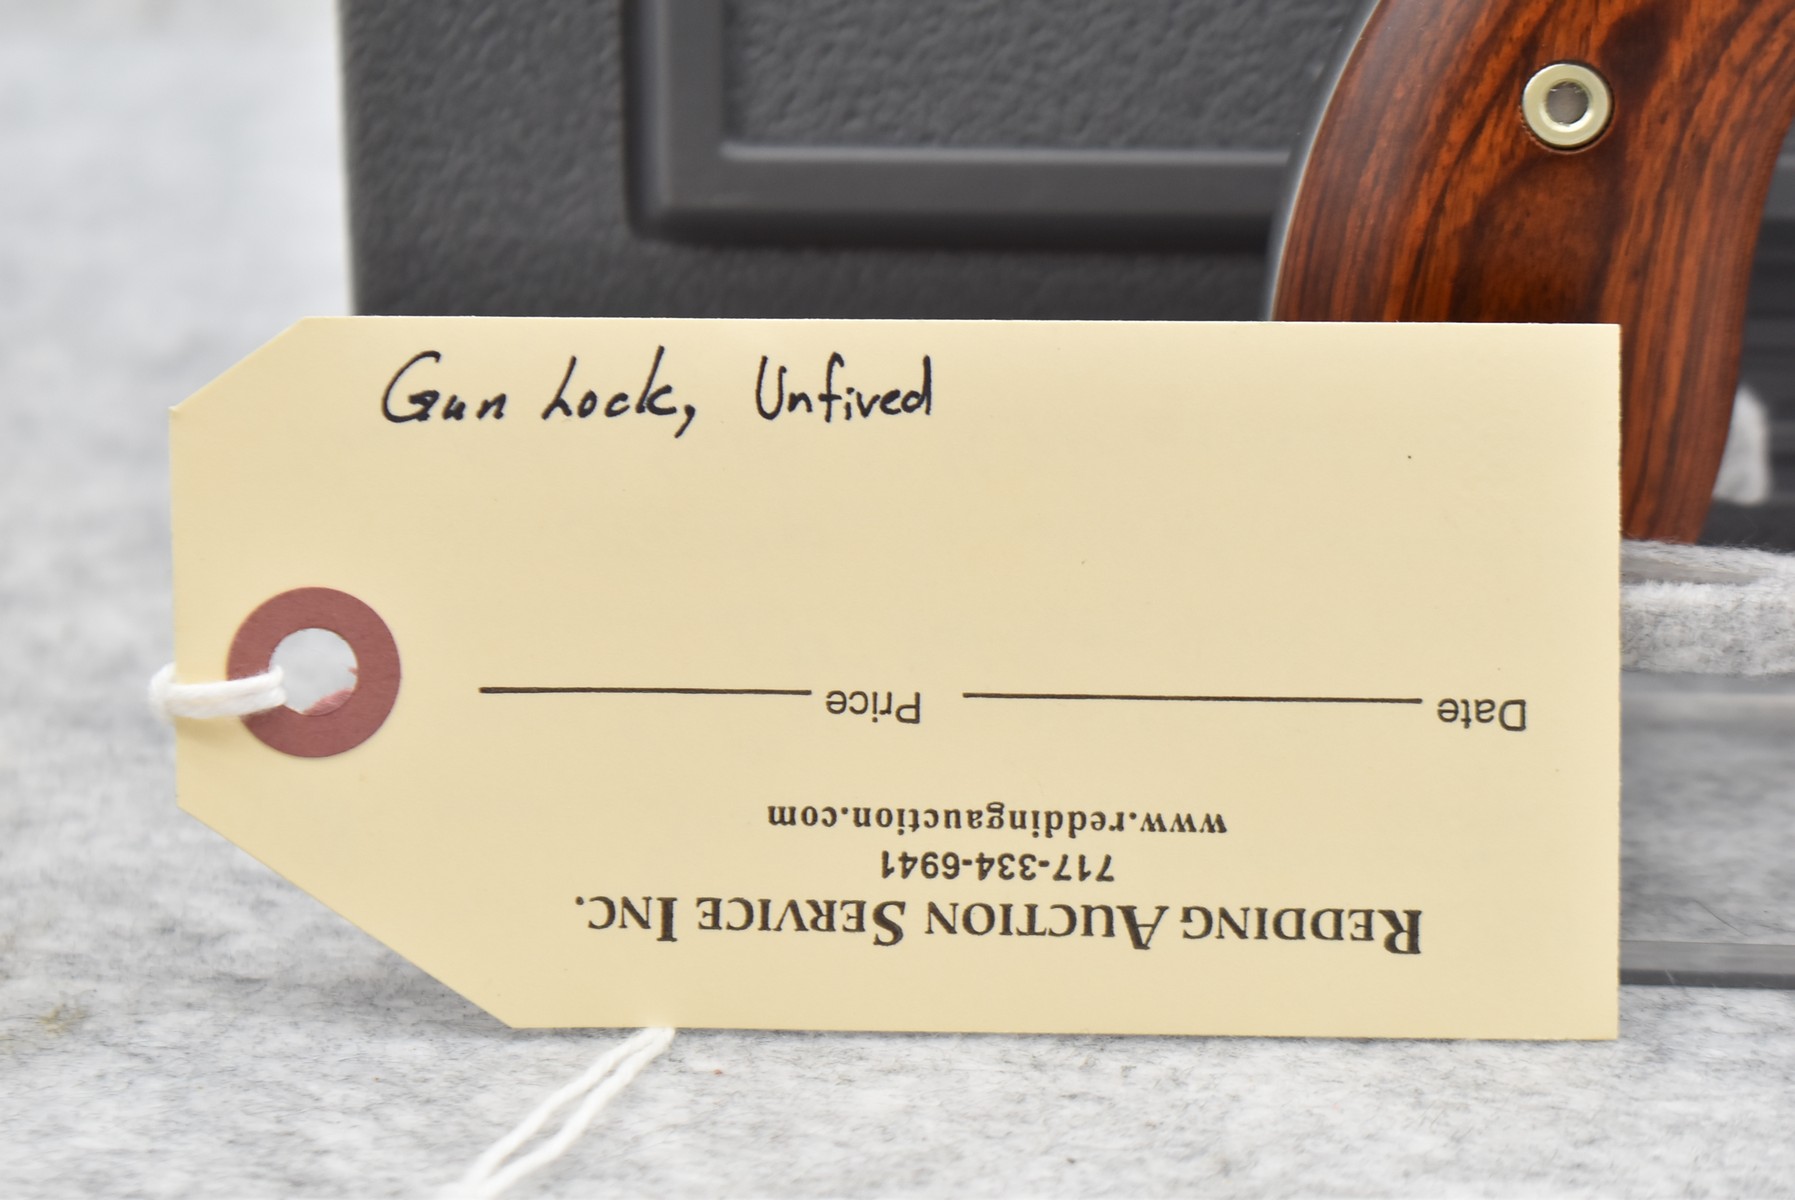 Gun Lock, Unfired
Redding Auction Service Inc.
717-334-6941
www.reddingauction.com
Date Price